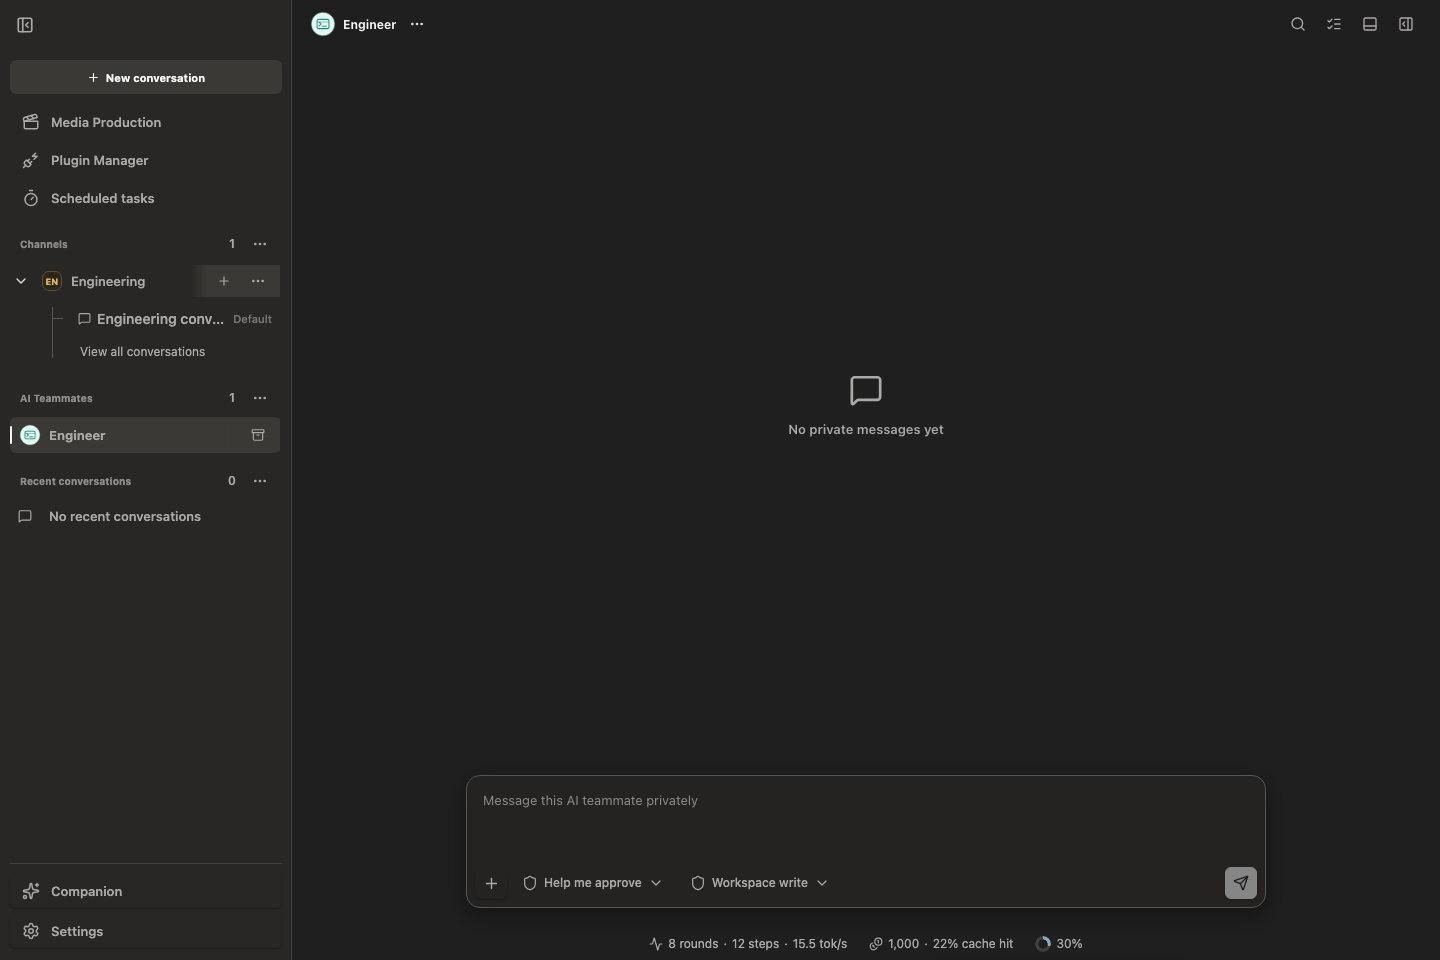 Engineer
New conversation
Media Production
Plugin Manager
Scheduled tasks
Channels 1
EN Engineering
Engineering conv... Default
View all conversations
AI Teammates 1
Engineer
Recent conversations 0
No recent conversations
Companion
Settings
No private messages yet
Message this AI teammate privately
Help me approve Workspace write
8 rounds · 12 steps · 15.5 tok/s 1,000 · 22% cache hit 30%